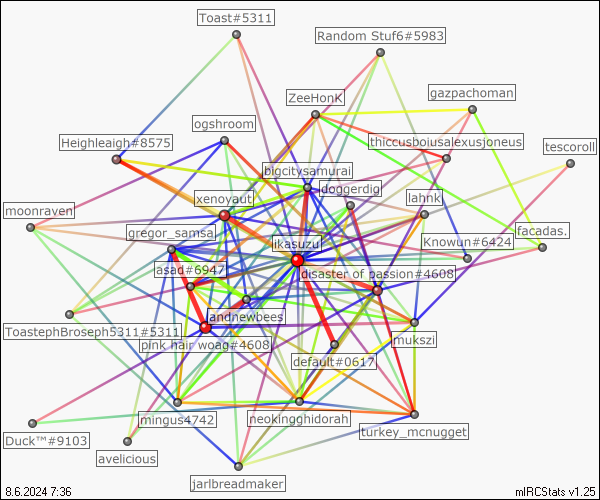 Toast#5311
Random Stuf6#5983
ZeeHonK
gazpachoman
ogshroom
Heighleaigh#8575
thiccusbousalexusjoneus
tescoroll
bigcitysamurai
doggerdig
xenoyaut
lahnk
moonraven
gregor_samsa
ikasuzu
Knowun#6424
facadas.
asad#6947
disaster of passion#4608
andnewbees
ToastephBroseph5311#5311
pink hair woag#4608
mukszi
default#0617
mingus4742
neokingghidorah
turkey_mcnugget
Duck™#9103
avelicious
jarlbreadmaker
8.6.2024 7:36
mIRCStats v1.25